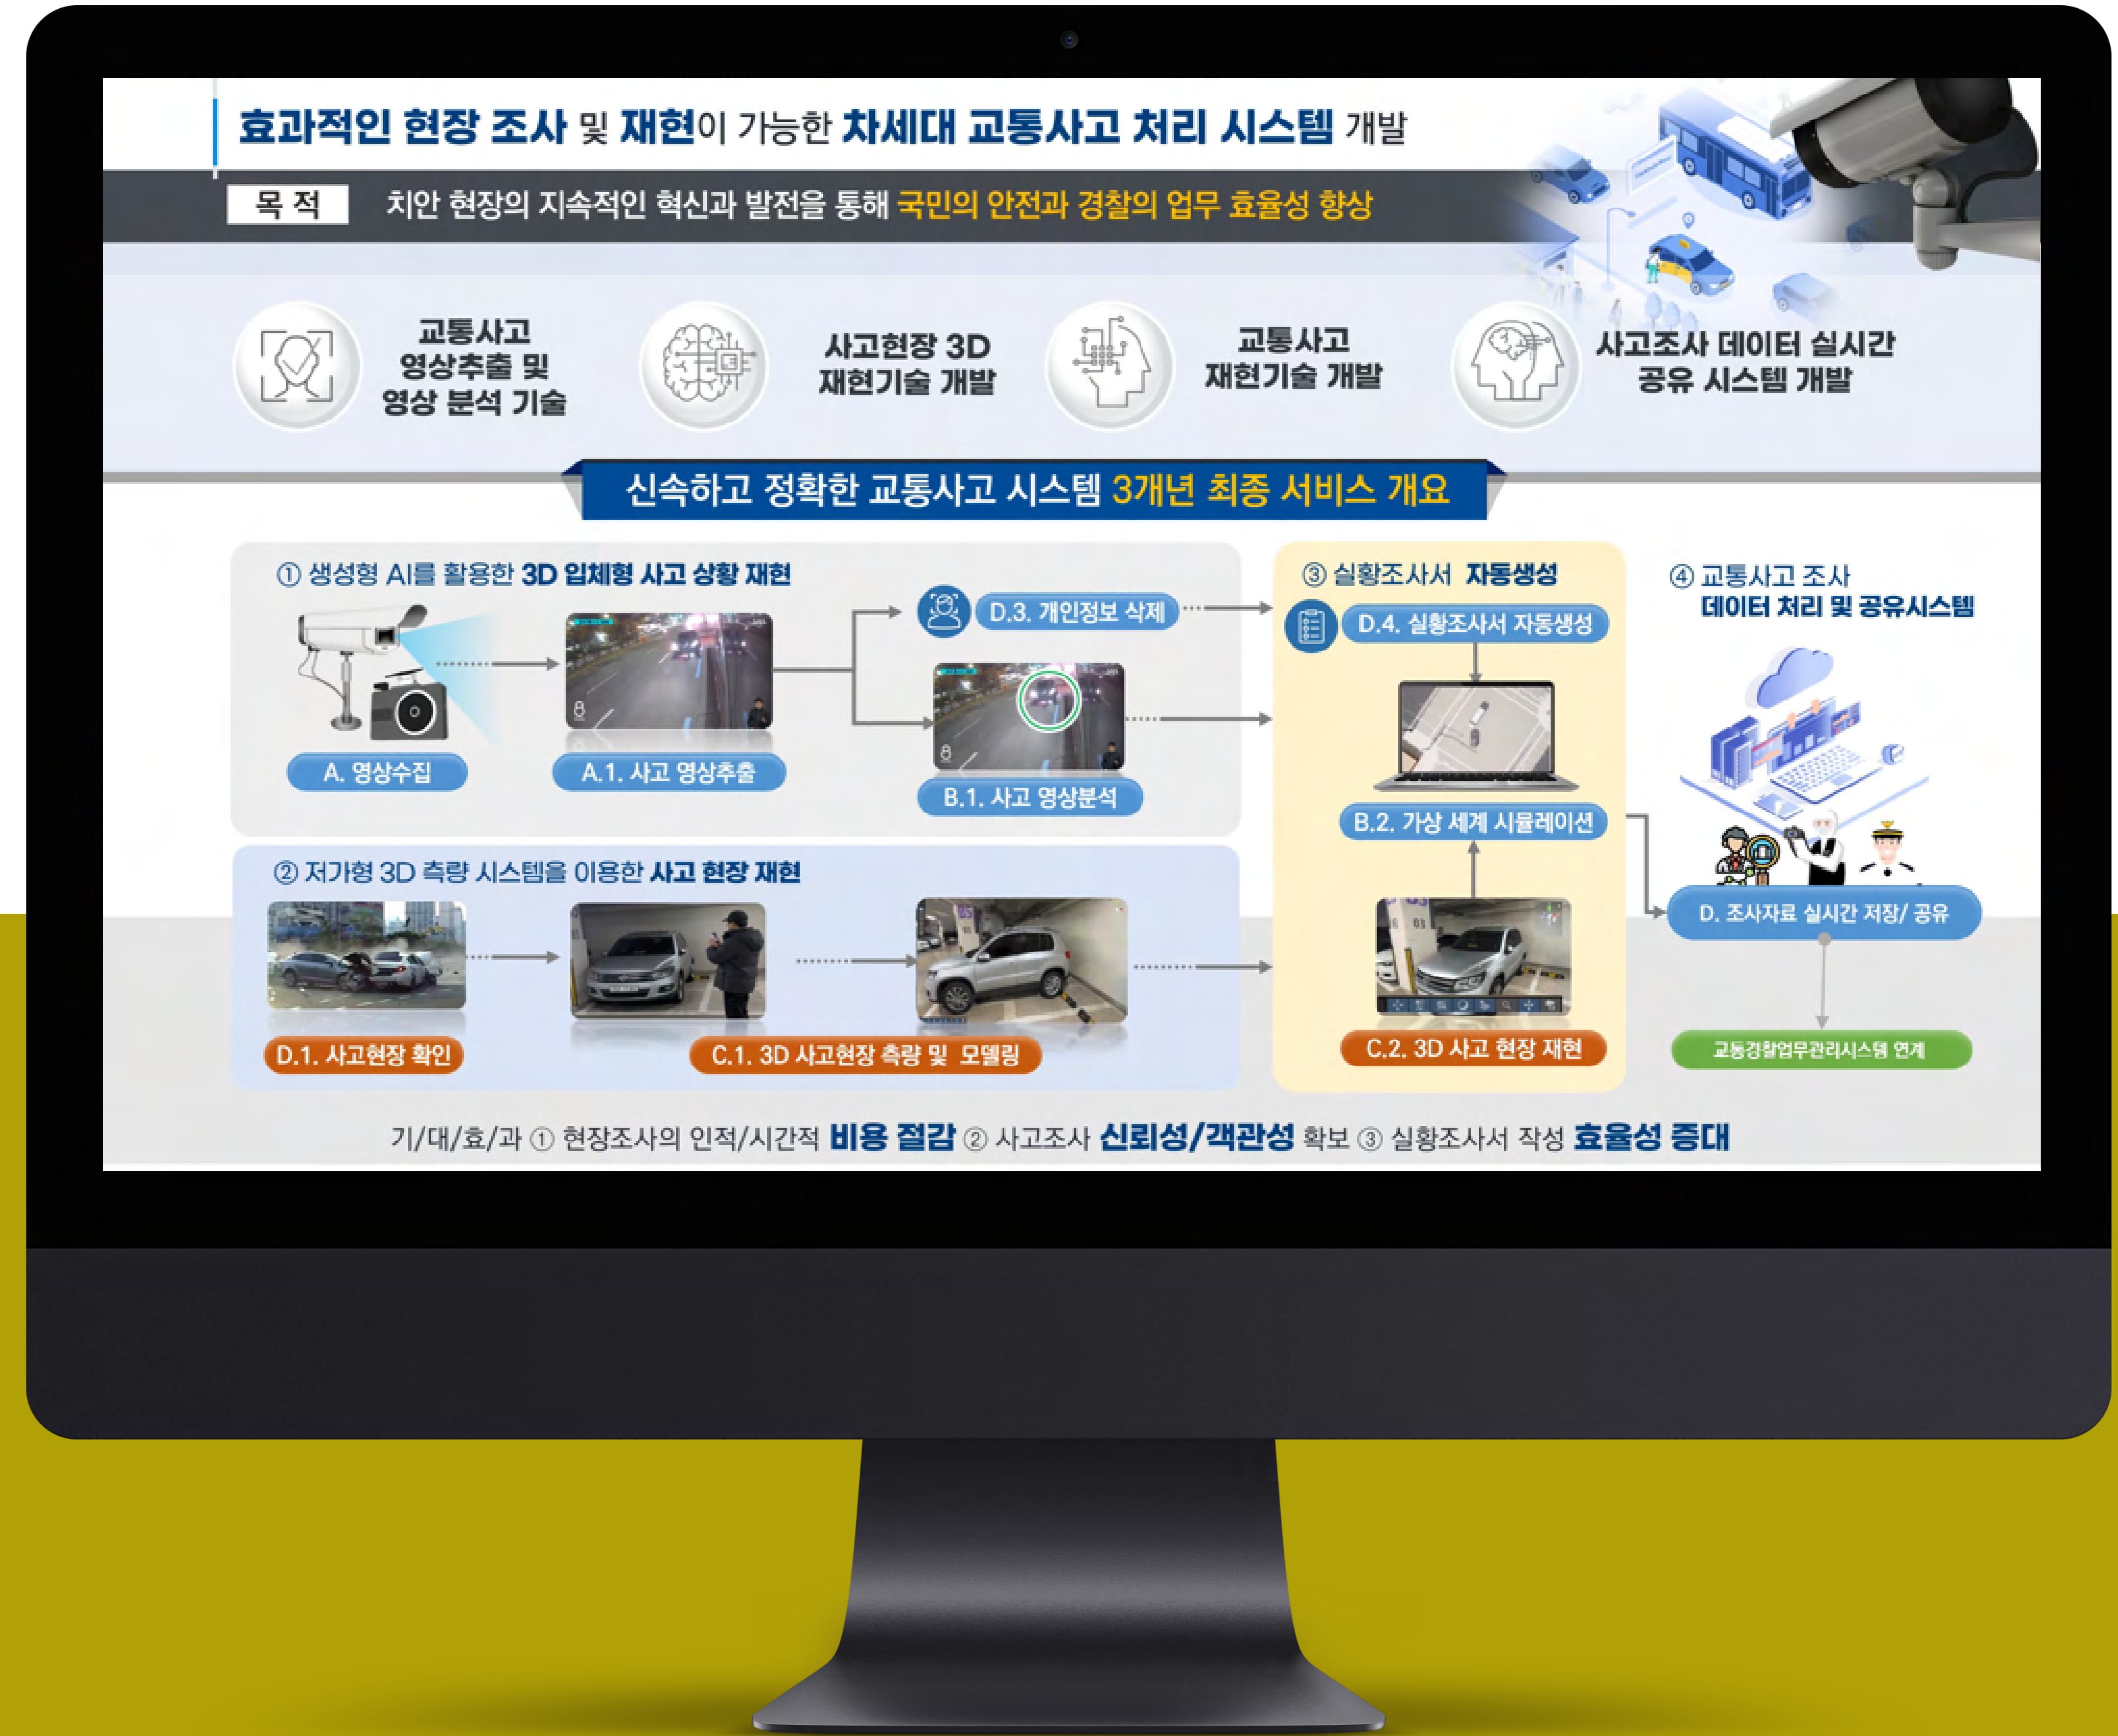 효과적인 현장 조사 및 재현이 가능한 차세대 교통사고 처리 시스템 개발
목 적
치안 현장의 지속적인 혁신과 발전을 통해 국민의 안전과 경찰의 업무 효율성 향상
교통사고
영상추출 및
영상 분석 기술
사고현장 3D
재현기술 개발
교통사고
재현기술 개발
사고조사 데이터 실시간
공유 시스템 개발
신속하고 정확한 교통사고 시스템 3개년 최종 서비스 개요
① 생성형 AI를 활용한 3D 입체형 사고 상황 재현
A. 영상수집
A.1. 사고 영상추출
D.3. 개인정보 삭제
B.1. 사고 영상분석
② 저가형 3D 측량 시스템을 이용한 사고 현장 재현
D.1. 사고현장 확인
C.1. 3D 사고현장 측량 및 모델링
③ 실황조사서 자동생성
D.4. 실황조사서 자동생성
B.2. 가상 세계 시뮬레이션
C.2. 3D 사고 현장 재현
④ 교통사고 조사
데이터 처리 및 공유시스템
D. 조사자료 실시간 저장/ 공유
교통경찰업무관리시스템 연계
기/대/효/과 ① 현장조사의 인적/시간적 비용 절감 ② 사고조사 신뢰성/객관성 확보 ③ 실황조사서 작성 효율성 증대